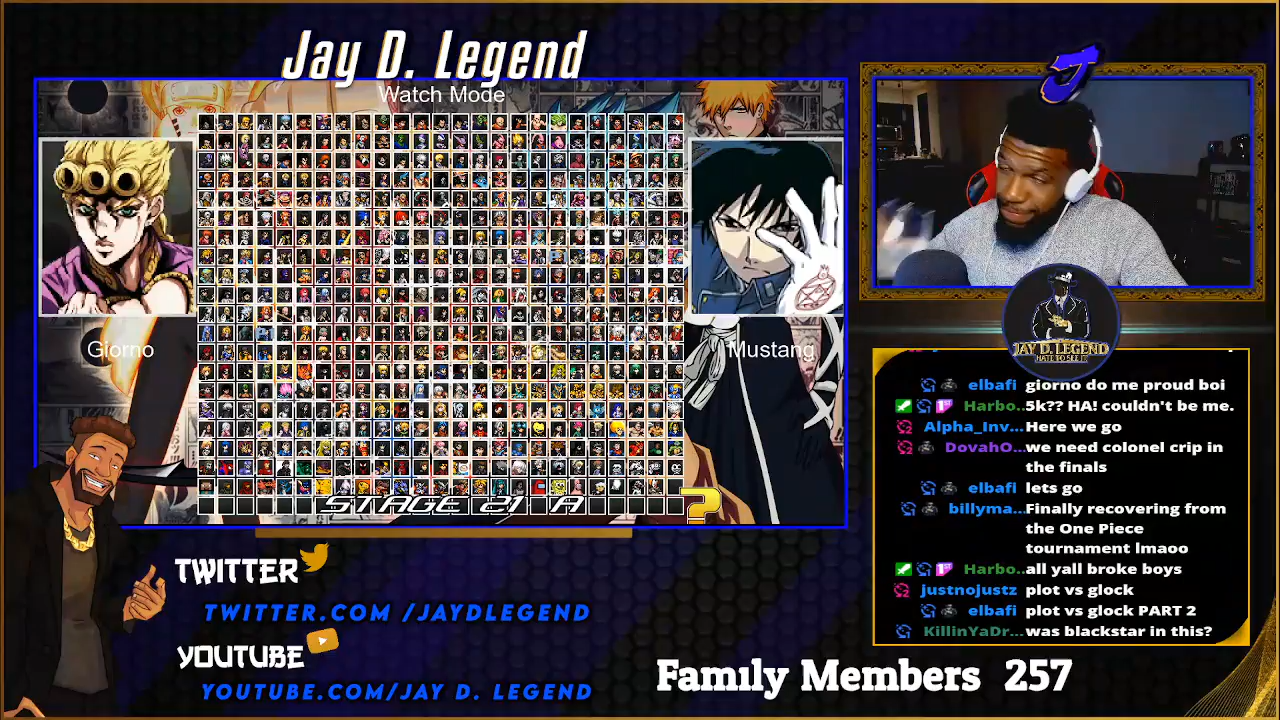 Jay D. Legend
Watch Mode
Giorno
Mustang
STAGE 21 A
?
J
JAY D. LEGEND
HATE TO SEE IT
elbafi giorno do me proud boi
Harbo.. 5k?? HA! couldn't be me.
Alpha_Inv... Here we go
DovahO... we need colonel crip in
the finals
elbafi lets go
billyma... Finally recovering from
the One Piece
tournament lmaoo
Harbo.. all yall broke boys
justnojustz plot vs glock
elbafi plot vs glock PART 2
KillinYaDr... was blackstar in this?
TWITTER
TWITTER.COM /JAYDLEGEND
YOUTUBE
YOUTUBE.COM/JAY D. LEGEND
Family Members 257